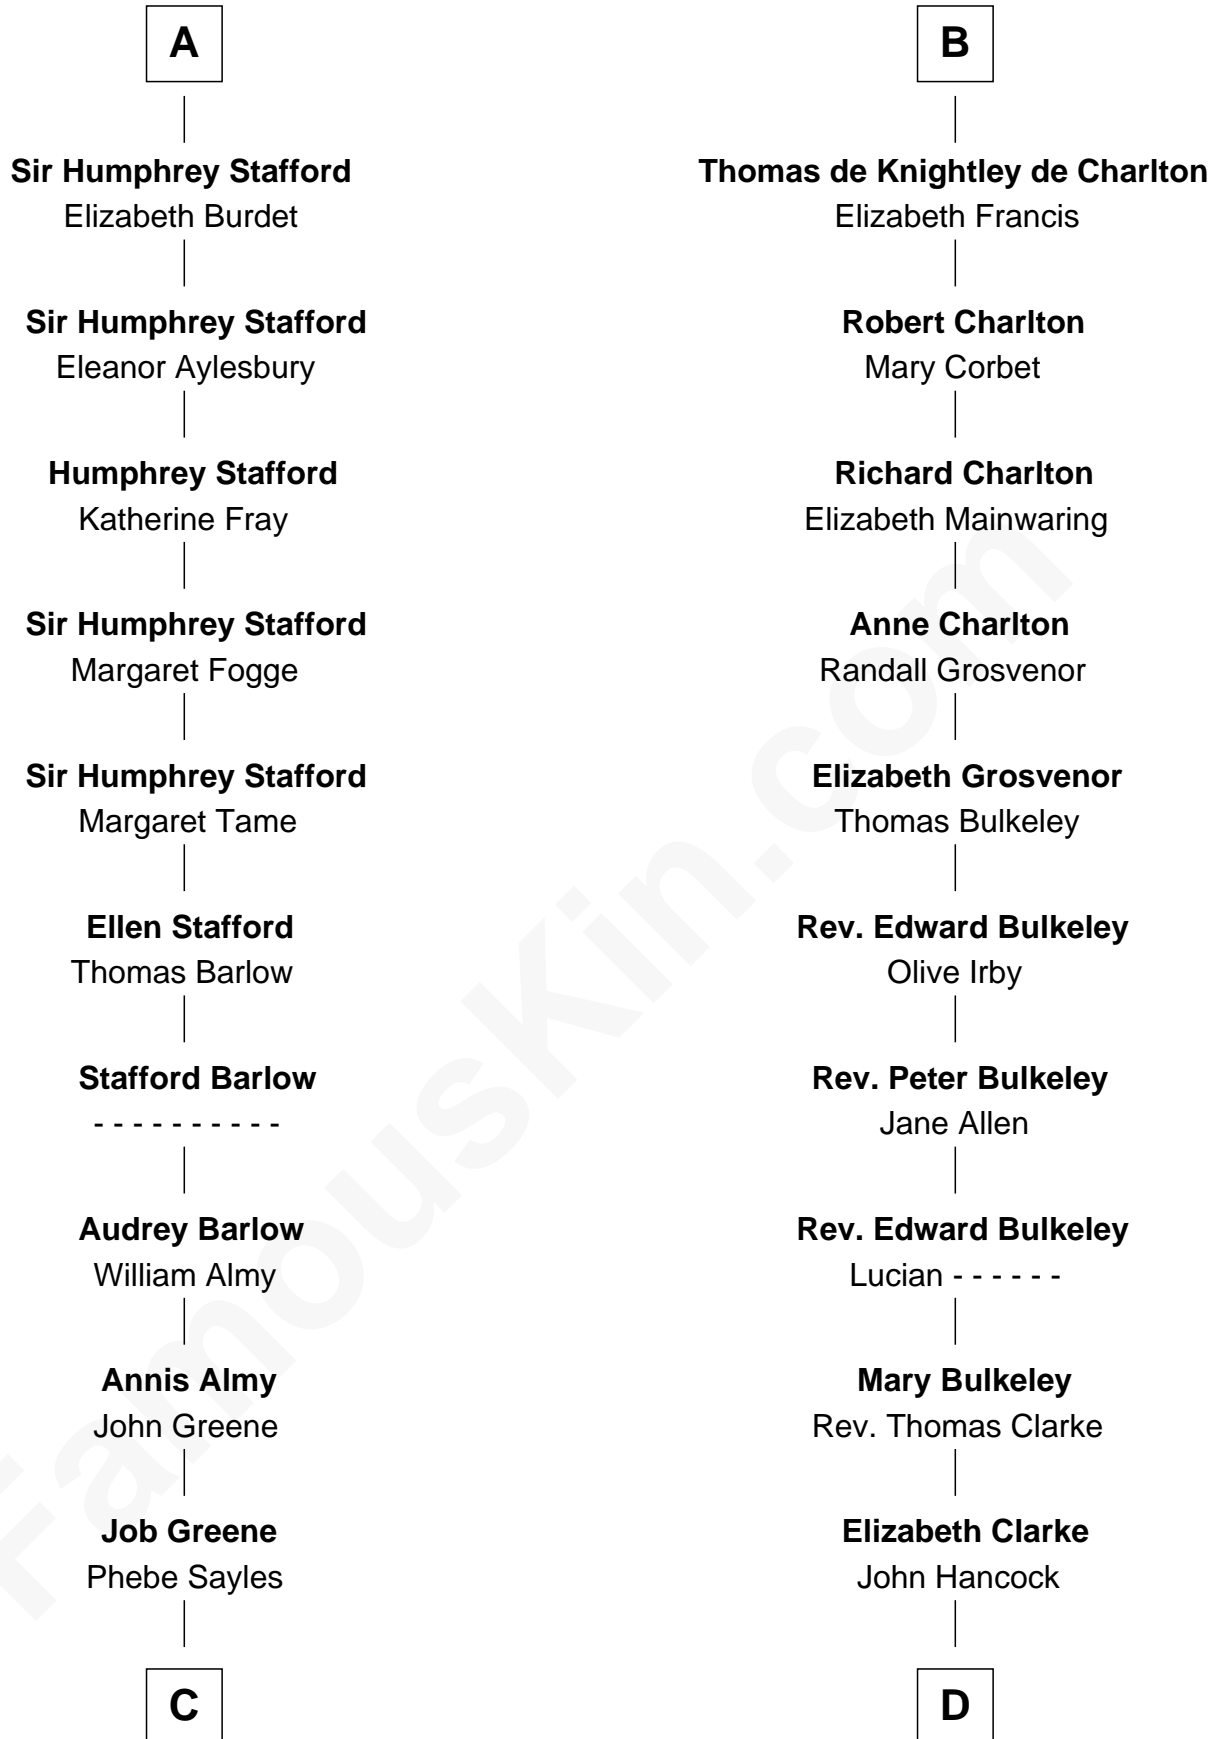 A
Sir Humphrey Stafford
Elizabeth Burdet
Sir Humphrey Stafford
Eleanor Aylesbury
Humphrey Stafford
Katherine Fray
Sir Humphrey Stafford
Margaret Fogge
Sir Humphrey Stafford
Margaret Tame
Ellen Stafford
Thomas Barlow
Stafford Barlow
- - - - - - - - - -
Audrey Barlow
William Almy
Annis Almy
John Greene
Job Greene
Phebe Sayles
C
B
Thomas de Knightley de Charlton
Elizabeth Francis
Robert Charlton
Mary Corbet
Richard Charlton
Elizabeth Mainwaring
Anne Charlton
Randall Grosvenor
Elizabeth Grosvenor
Thomas Bulkeley
Rev. Edward Bulkeley
Olive Irby
Rev. Peter Bulkeley
Jane Allen
Rev. Edward Bulkeley
Lucian - - - - - -
Mary Bulkeley
Rev. Thomas Clarke
Elizabeth Clarke
John Hancock
D
FamousKin.com